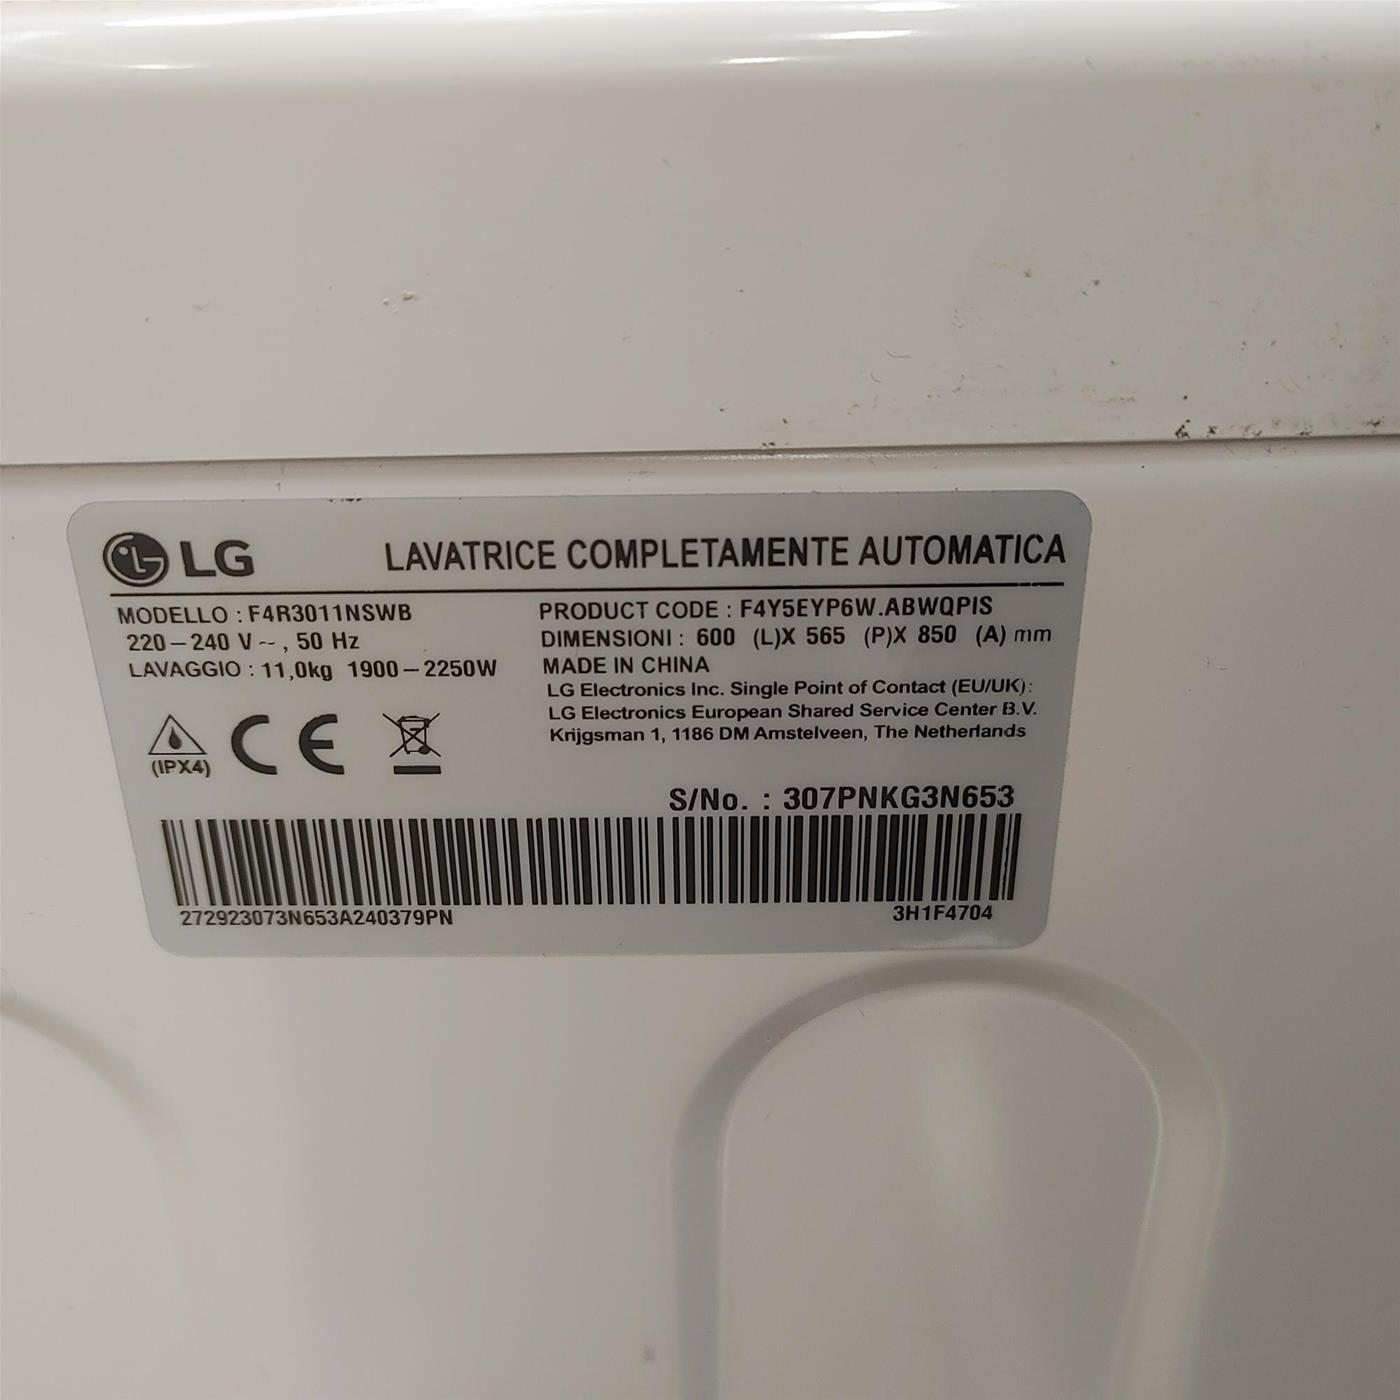 LG LAVATRICE COMPLETAMENTE AUTOMATICA
MODELLO : F4R3011NSWB
220–240 V ~ , 50 Hz
LAVAGGIO : 11,0kg 1900–2250W
PRODUCT CODE : F4Y5EYP6W.ABWQPIS
DIMENSIONI : 600 (L)X 565 (P)X 850 (A) mm
MADE IN CHINA
LG Electronics Inc. Single Point of Contact (EU/UK):
LG Electronics European Shared Service Center B.V.
Krijgsman 1, 1186 DM Amstelveen, The Netherlands
(IPX4) CE
S/No. : 307PNKG3N653
272923073N653A240379PN 3H1F4704